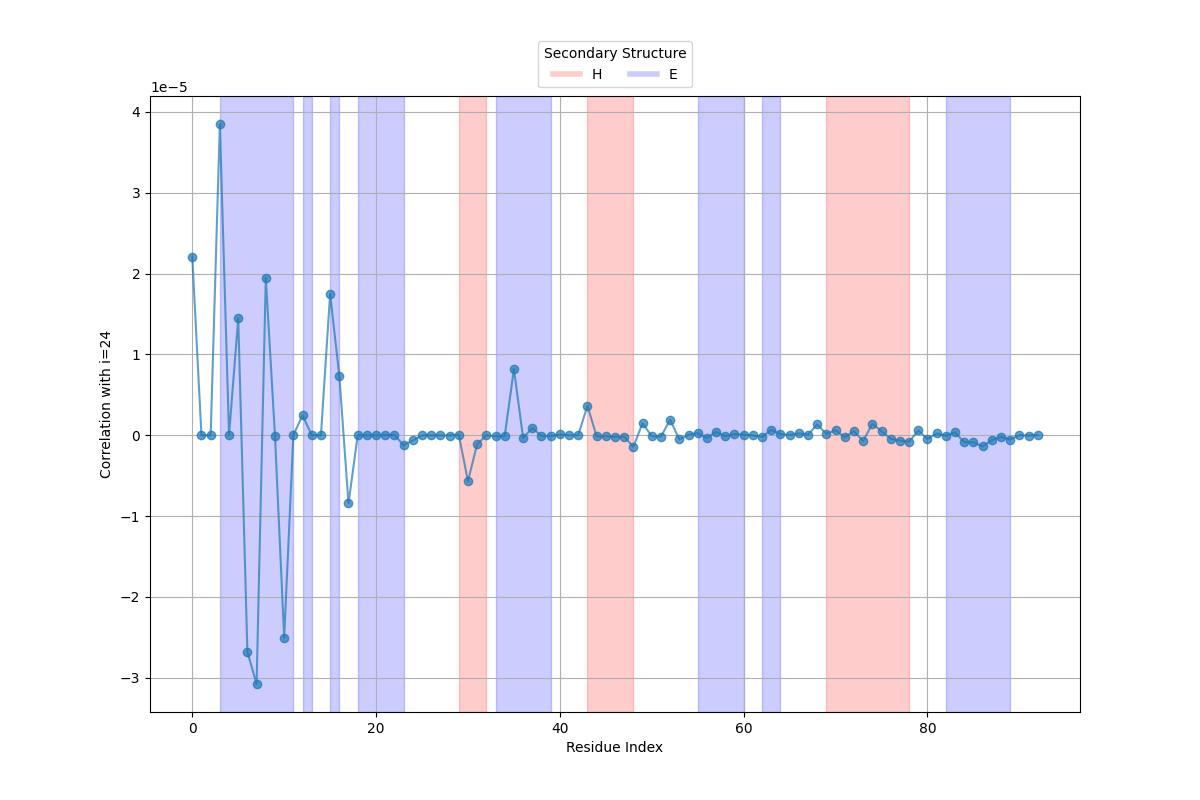 Secondary Structure
H E
1e−5
4
3
2
1
0
−1
−2
−3
Correlation with i=24
0 20 40 60 80
Residue Index